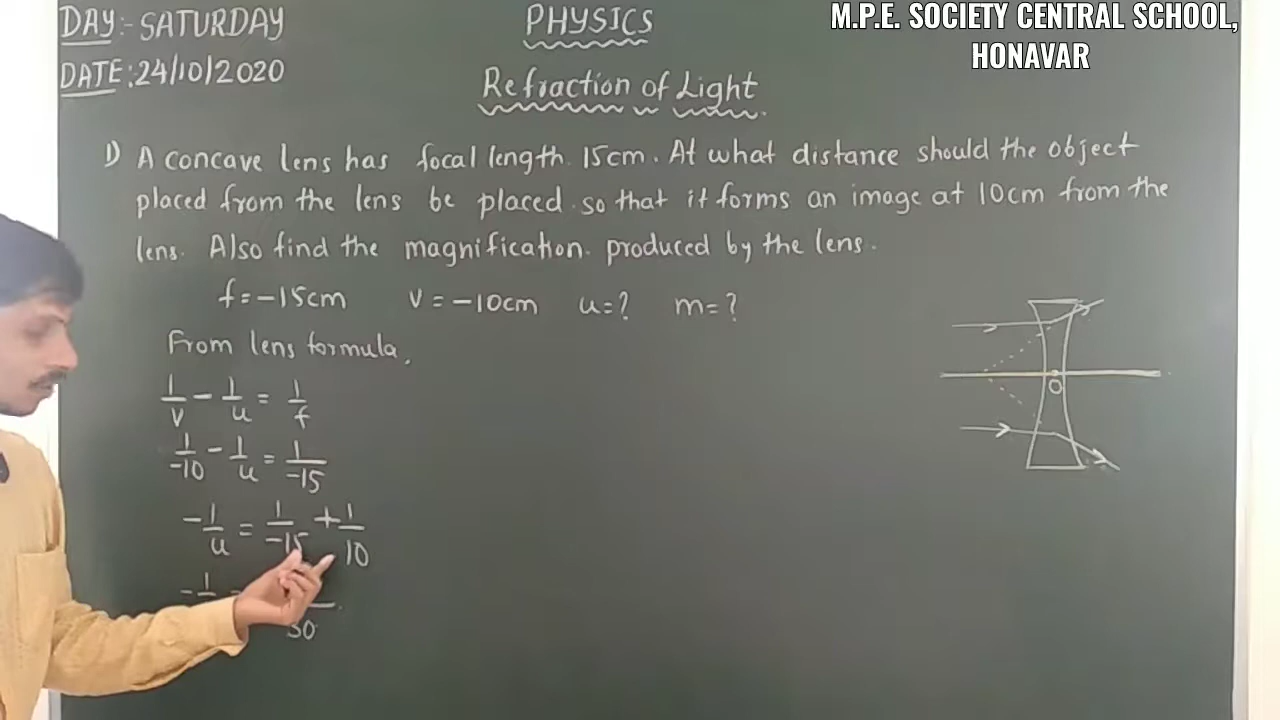 DAY:- SATURDAY
DATE:24/10/2020
PHYSICS
Refraction of Light
M.P.E. SOCIETY CENTRAL SCHOOL,
HONAVAR
1) A concave lens has focal length 15cm. At what distance should the object
placed from the lens be placed so that it forms an image at 10cm from the
lens. Also find the magnification produced by the lens.
f=-15cm v=-10cm u=? m=?
From lens formula,
1/v - 1/u = 1/f
1/-10 - 1/u = 1/-15
-1/u = 1/-15 + 1/10
-1
30
O